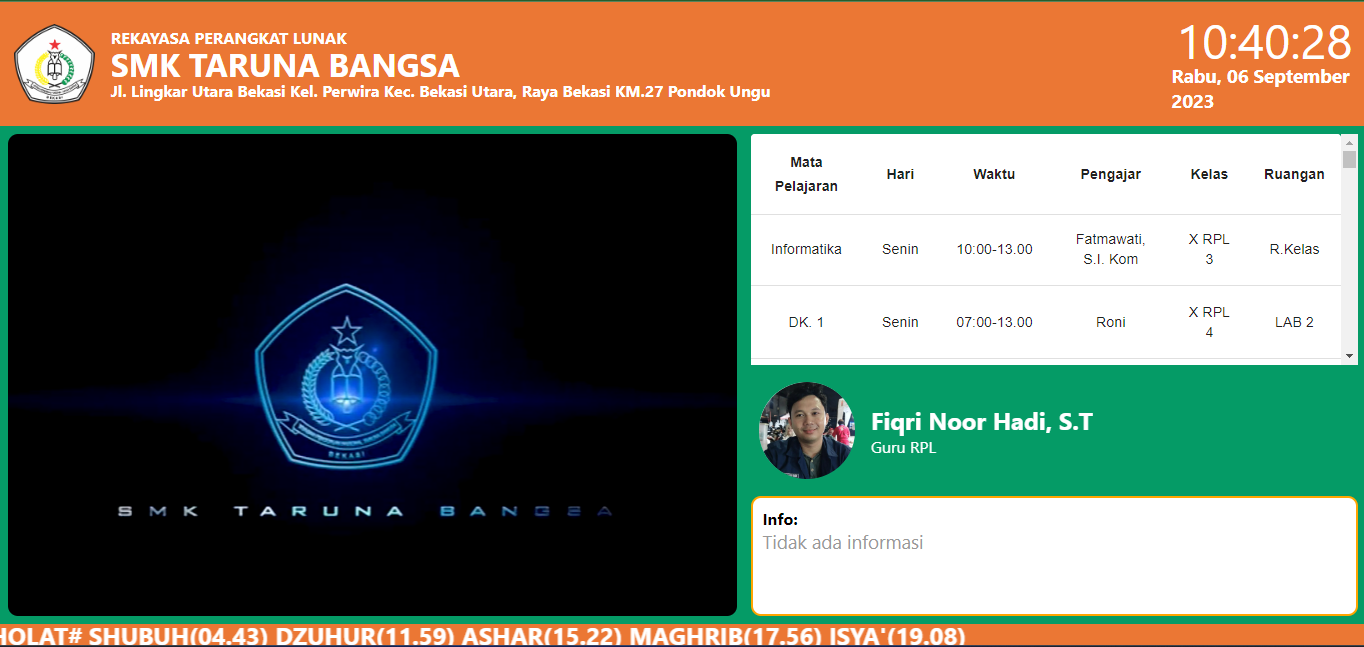 REKAYASA PERANGKAT LUNAK
SMK TARUNA BANGSA
Jl. Lingkar Utara Bekasi Kel. Perwira Kec. Bekasi Utara, Raya Bekasi KM.27 Pondok Ungu
10:40:28
Rabu, 06 September
2023
BEKASI
SMK TARUNA BANGSA
Mata
Pelajaran
Hari
Waktu
Pengajar
Kelas
Ruangan
Informatika
Senin
10:00-13.00
Fatmawati,
S.I. Kom
X RPL
3
R.Kelas
DK. 1
Senin
07:00-13.00
Roni
X RPL
4
LAB 2
Fiqri Noor Hadi, S.T
Guru RPL
Info:
Tidak ada informasi
HOLAT# SHUBUH(04.43) DZUHUR(11.59) ASHAR(15.22) MAGHRIB(17.56) ISYA'(19.08)